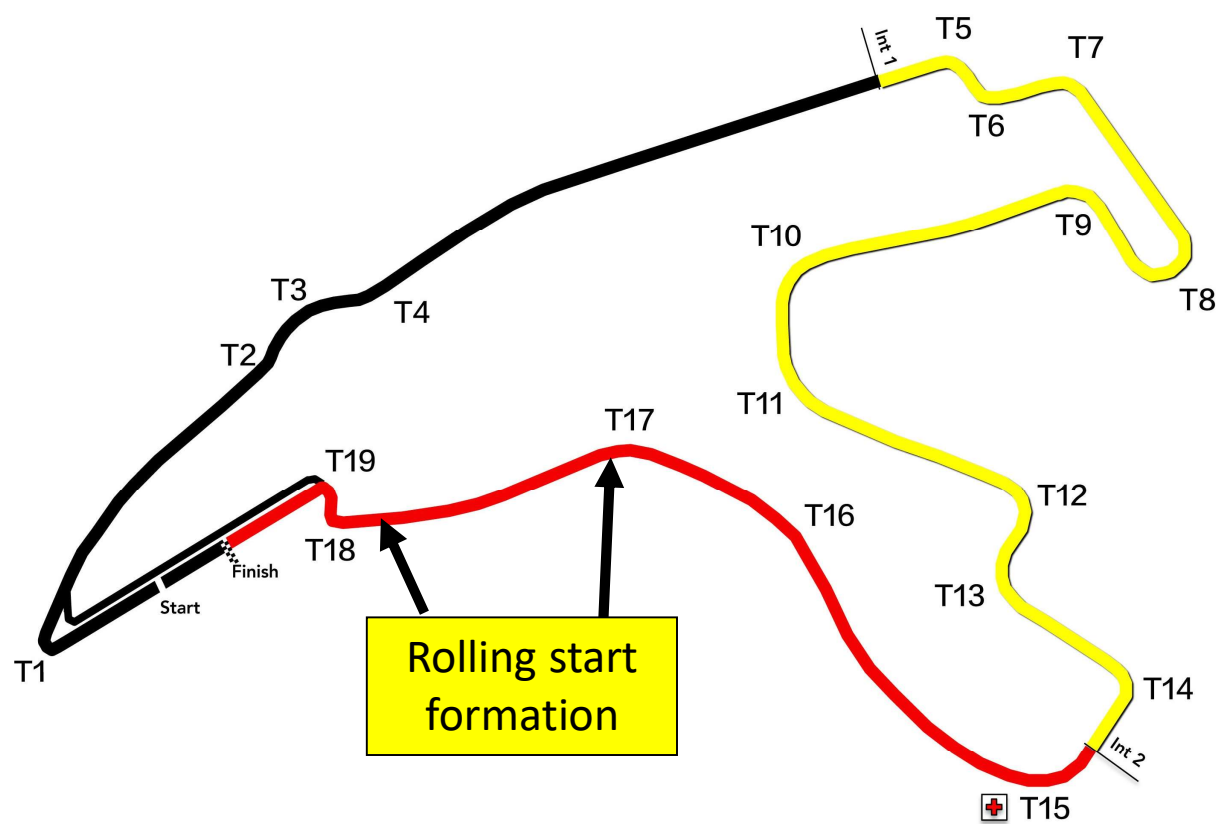 T5
Int 1
T7
T6
T9
T10
T8
T3
T4
T2
T11
T17
T19
T12
T16
T18
Finish
T13
Start
Rolling start
formation
T1
T14
Int 2
T15